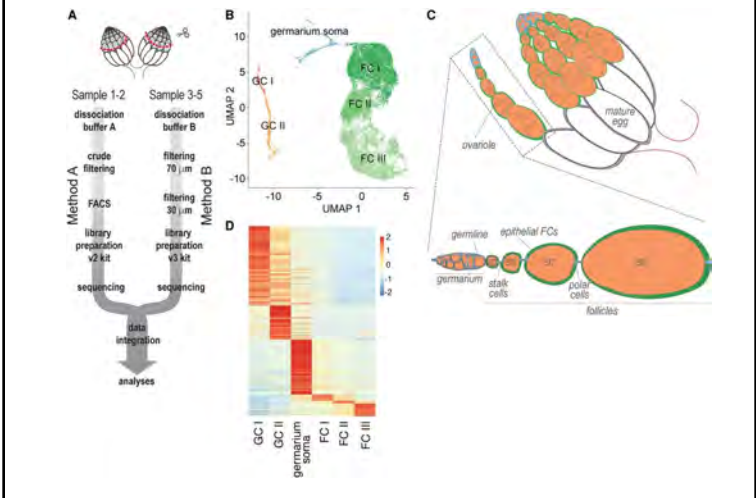 A
Sample 1-2
Sample 3-5
dissociation
buffer A
dissociation
buffer B
crude
filtering
filtering
70 µm
FACS
filtering
30 µm
library
preparation
v2 kit
library
preparation
v3 kit
sequencing
sequencing
Method A
Method B
data
integration
analyses
B
germarium soma
GC I
GC II
FC I
FC II
FC III
10
5
0
-5
-10
UMAP 2
-10
-5
0
5
UMAP 1
C
mature
egg
ovariole
germline
epithelial FCs
germarium
stalk
cells
polar
cells
follicles
D
2
1
0
-1
-2
GC I
GC II
germarium
soma
FC I
FC II
FC III